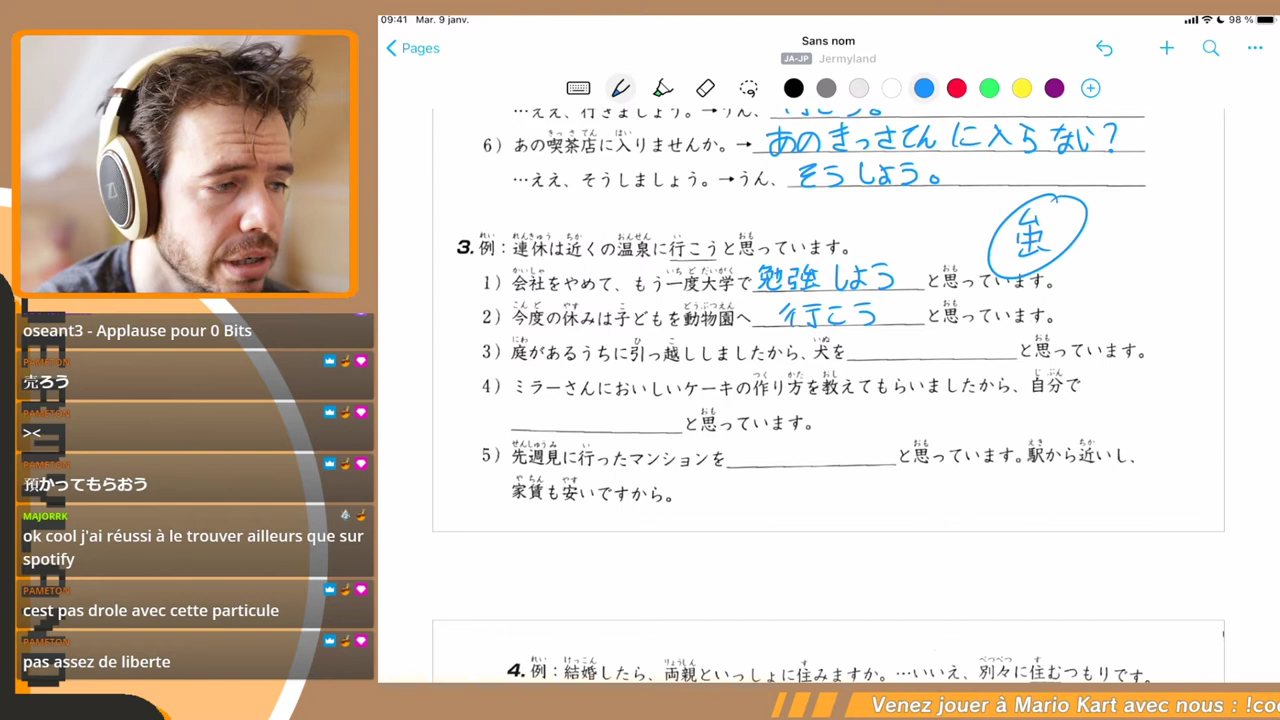 09:41 Mar. 9 janv.
98 %
Pages
Sans nom
JA-JP Jermyland
…ええ、行きましょう。→うん、行こう。
6）あの喫茶店に入りませんか。→ あのきっさてんに入らない？
…ええ、そうしましょう。→うん、そうしよう。
3. 例：連休は近くの温泉に行こうと思っています。
1）会社をやめて、もう一度大学で勉強しようと思っています。
2）今度の休みは子どもを動物園へ行こうと思っています。
3）庭があるうちに引っ越ししましたから、犬を＿＿＿＿と思っています。
4）ミラーさんにおいしいケーキの作り方を教えてもらいましたから、自分で
＿＿＿＿と思っています。
5）先週見に行ったマンションを＿＿＿＿と思っています。駅から近いし、
家賃も安いですから。
4. 例：結婚したら、両親といっしょに住みますか。…いいえ、別々に住むつもりです。
oseant3 - Applause pour 0 Bits
PAMETON
売ろう
PAMETON
><
PAMETON
預かってもらおう
MAJORRK
ok cool j'ai réussi à le trouver ailleurs que sur
spotify
PAMETON
cest pas drole avec cette particule
PAMETON
pas assez de liberte
Venez jouer à Mario Kart avec nous : !co